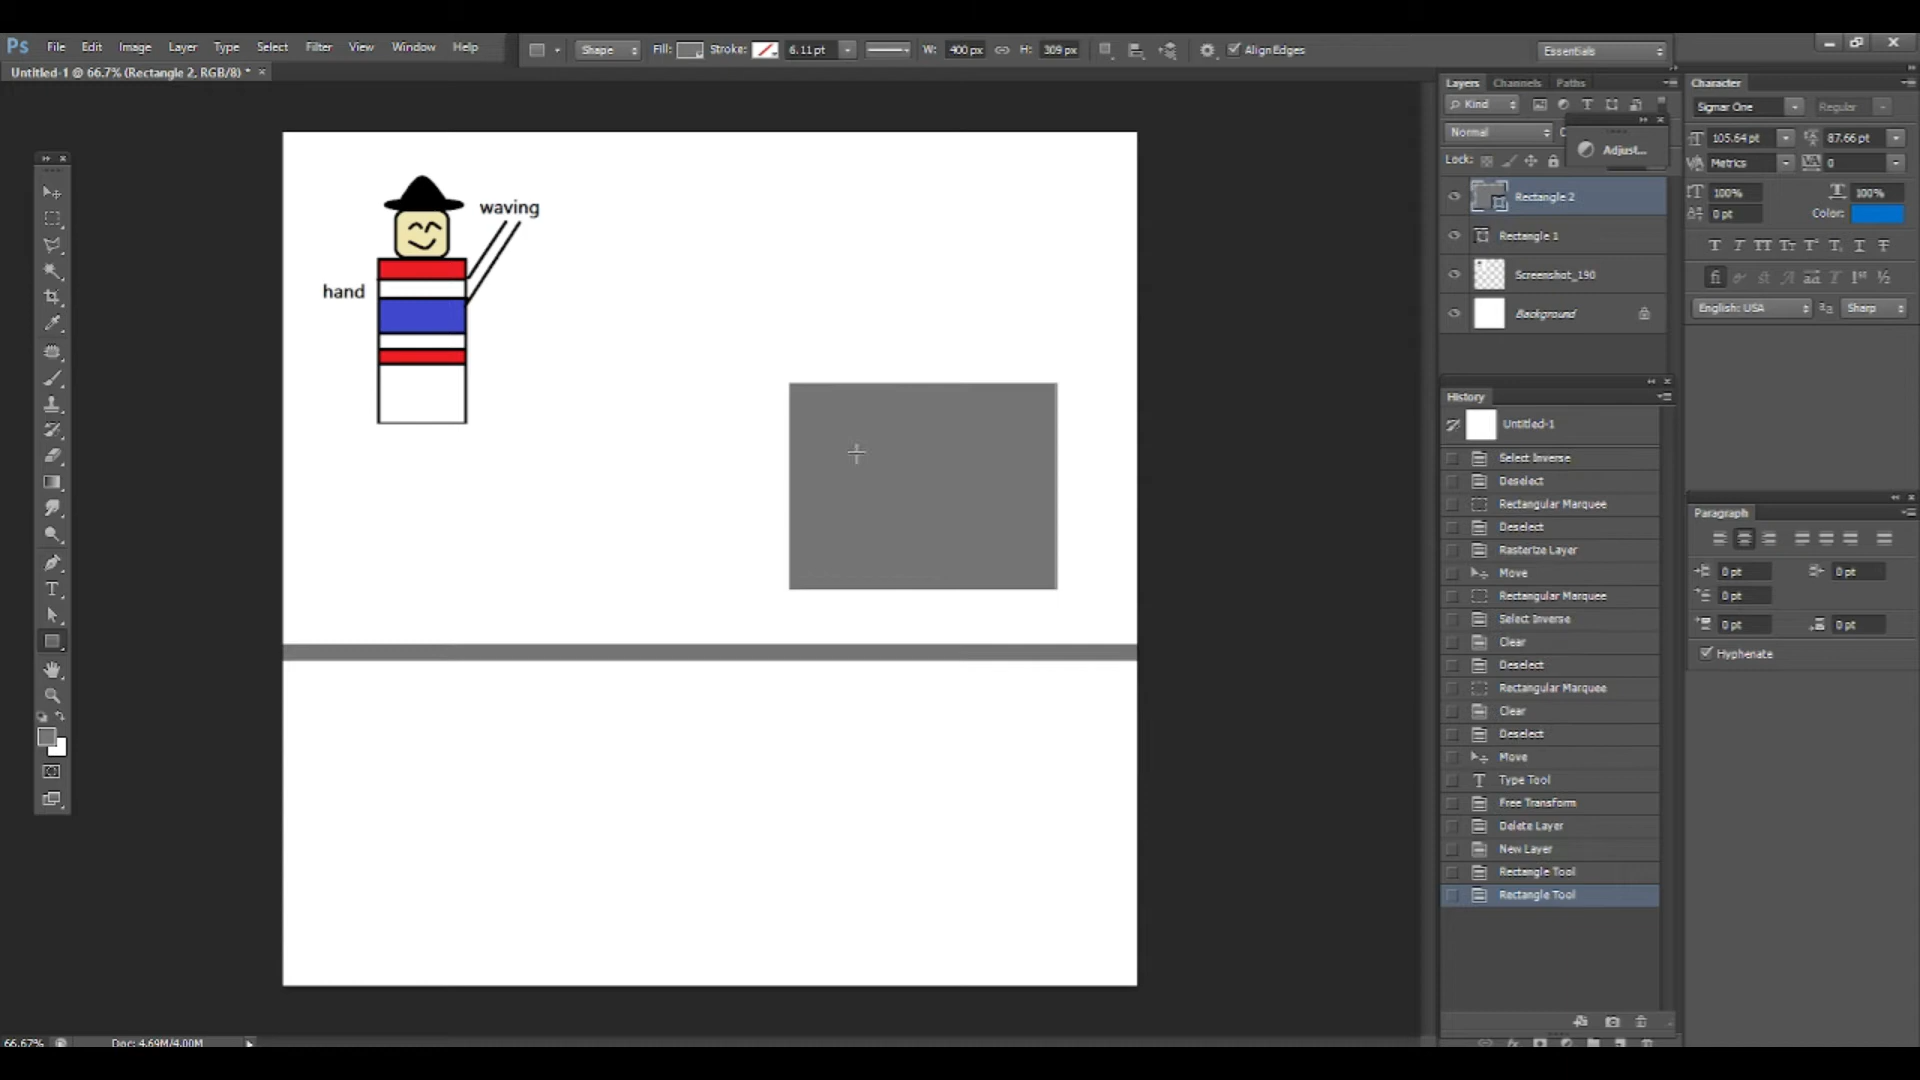 Ps File Edit Image Layer Type Select Filter View Window Help
Shape Fill: Stroke: 6.11 pt W: 400 px H: 309 px Align Edges
Essentials
Untitled-1 @ 66.7% (Rectangle 2, RGB/8) * ×
waving
hand
Layers Channels Paths
Kind
Normal
Adjust...
Lock:
Rectangle 2
Rectangle 1
Screenshot_190
Background
History
Untitled-1
Select Inverse
Deselect
Rectangular Marquee
Deselect
Rasterize Layer
Move
Rectangular Marquee
Select Inverse
Clear
Deselect
Rectangular Marquee
Clear
Deselect
Move
Type Tool
Free Transform
Delete Layer
New Layer
Rectangle Tool
Rectangle Tool
Character
Sigmar One Regular
105.64 pt 87.66 pt
Metrics 0
100% 100%
0 pt Color:
English: USA Sharp
Paragraph
0 pt 0 pt
0 pt
0 pt 0 pt
Hyphenate
66.67% Doc: 4.69M/4.00M